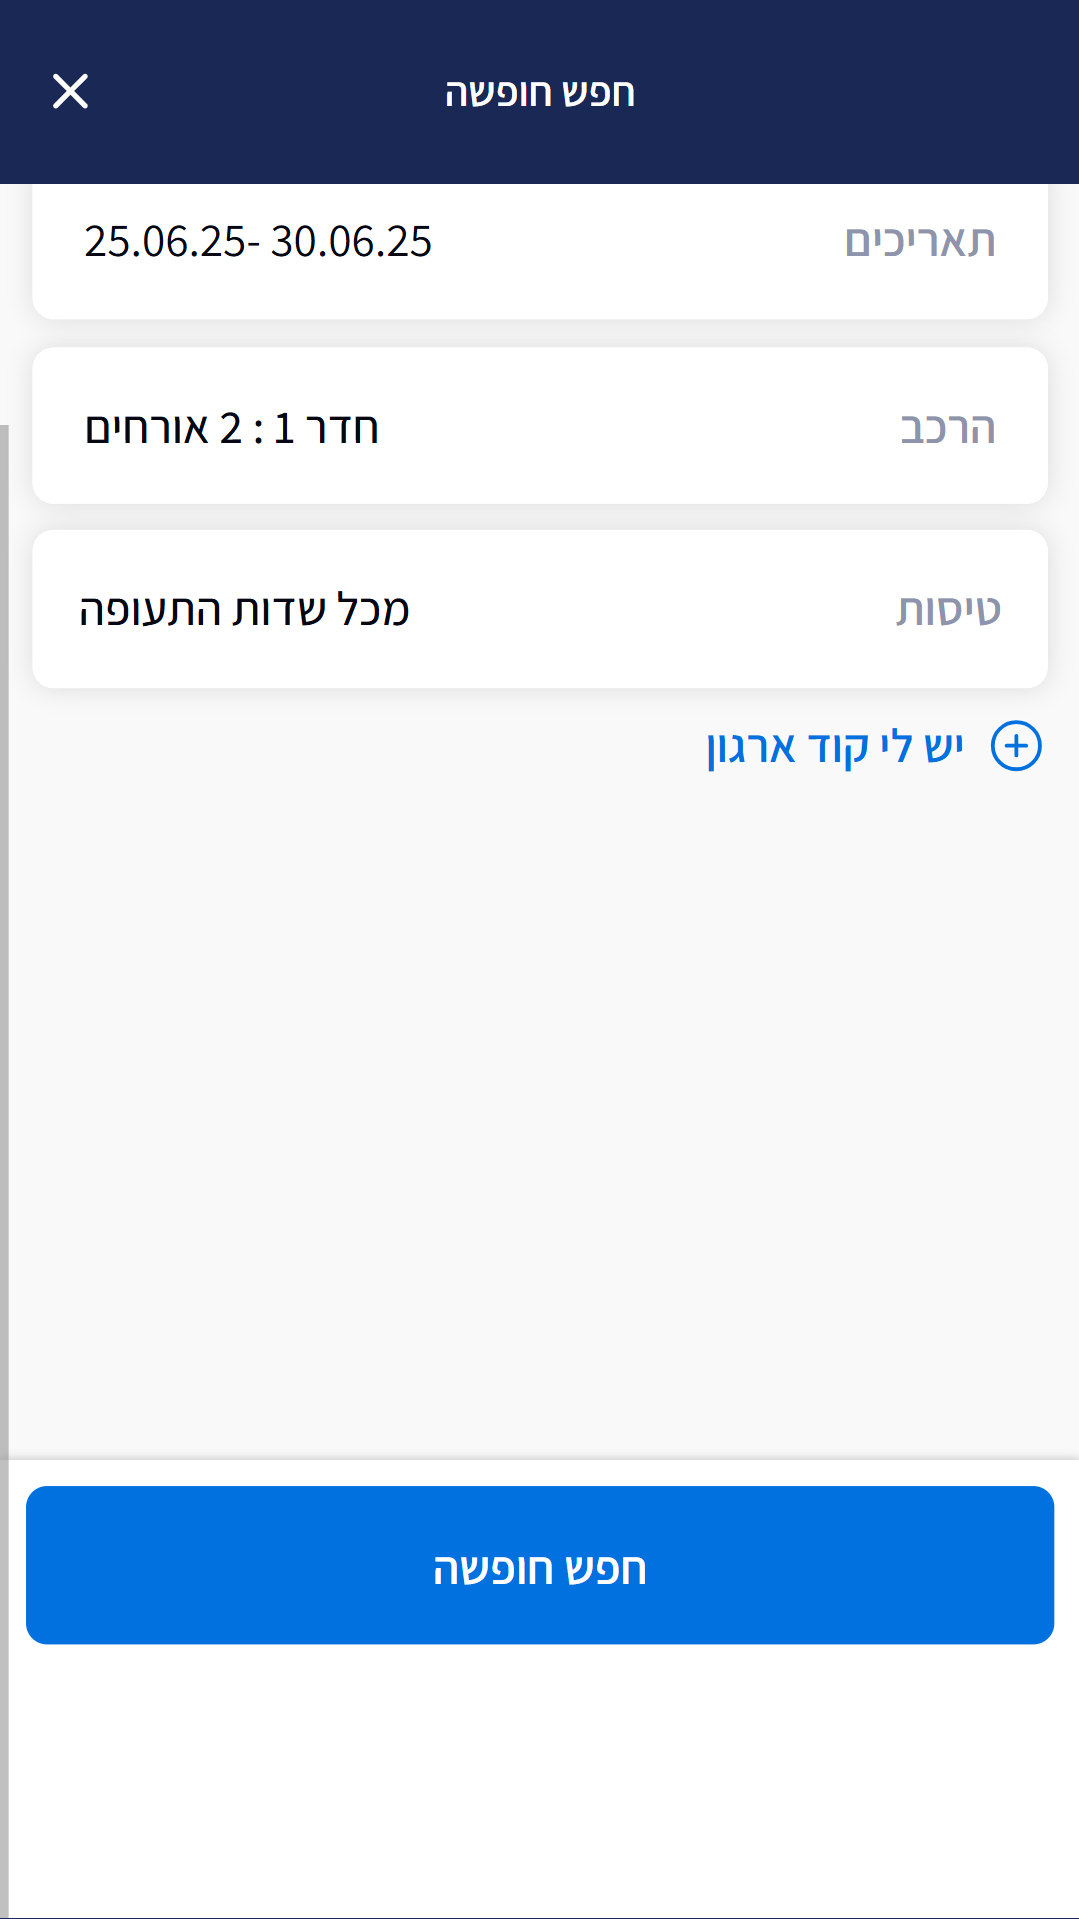 חפש חופשה
תאריכים 25.06.25- 30.06.25
הרכב חדר 1 : 2 אורחים
טיסות מכל שדות התעופה
יש לי קוד ארגון
חפש חופשה